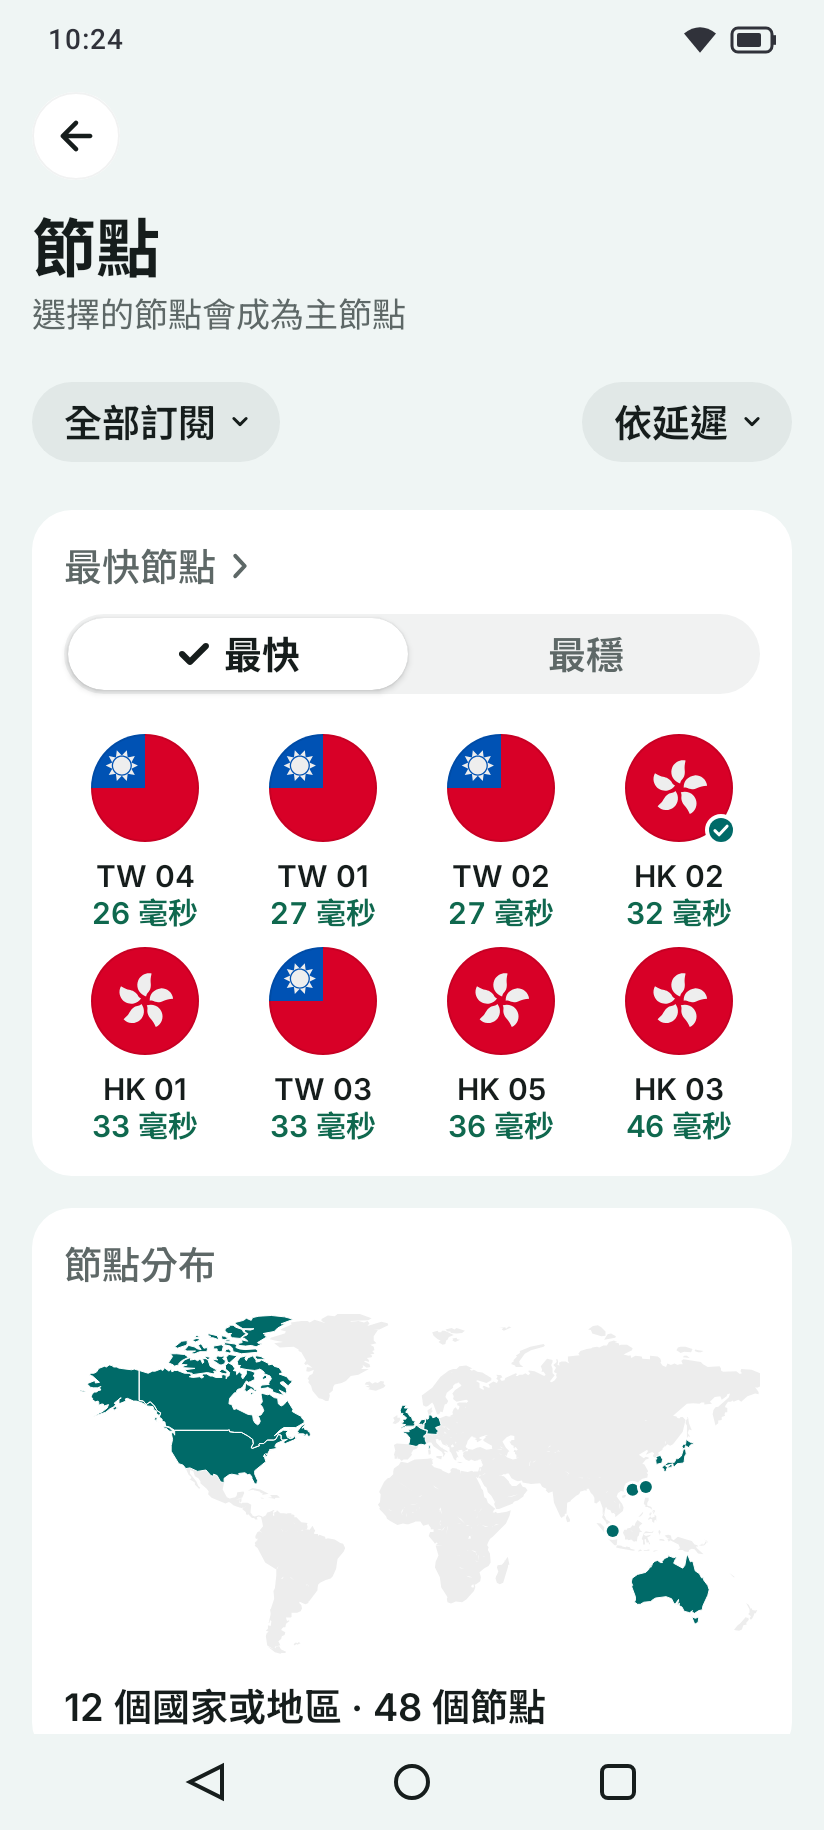 10:24
節點
選擇的節點會成為主節點
全部訂閱
依延遲
最快節點
最快
最穩
TW 04
26 毫秒
TW 01
27 毫秒
TW 02
27 毫秒
HK 02
32 毫秒
HK 01
33 毫秒
TW 03
33 毫秒
HK 05
36 毫秒
HK 03
46 毫秒
節點分布
12 個國家或地區 · 48 個節點